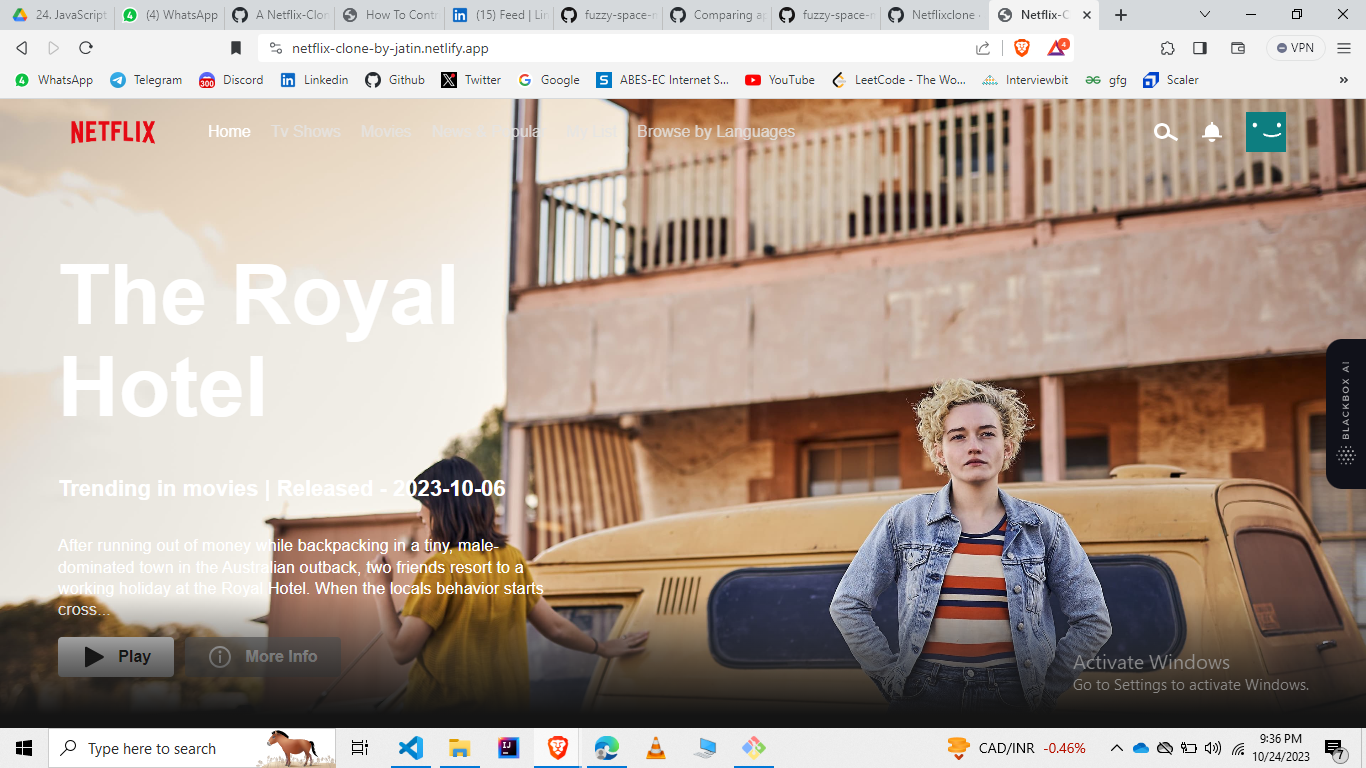 24. JavaScript
(4) WhatsApp
A Netflix-Clon
How To Contr
(15) Feed | Lin
fuzzy-space-
Comparing a
fuzzy-space-
Netflixclone
Netflix-C
netflix-clone-by-jatin.netlify.app
4
VPN
WhatsApp
Telegram
300
Discord
Linkedin
Github
Twitter
Google
ABES-EC Internet S...
YouTube
LeetCode - The Wo...
Interviewbit
gfg
Scaler
»
NETFLIX
Home
Tv Shows
Movies
Browse by Languages
The Royal
Hotel
THE
BLACKBOX AI
Trending in movies | Released - 2023-10-06
After running out of money while backpacking in a tiny, male-
dominated town in the Australian outback, two friends resort to a
working holiday at the Royal Hotel. When the locals behavior starts
cross...
Play
More Info
Activate Windows
Go to Settings to activate Windows.
Type here to search
CAD/INR -0.46%
9:36 PM
10/24/2023
7